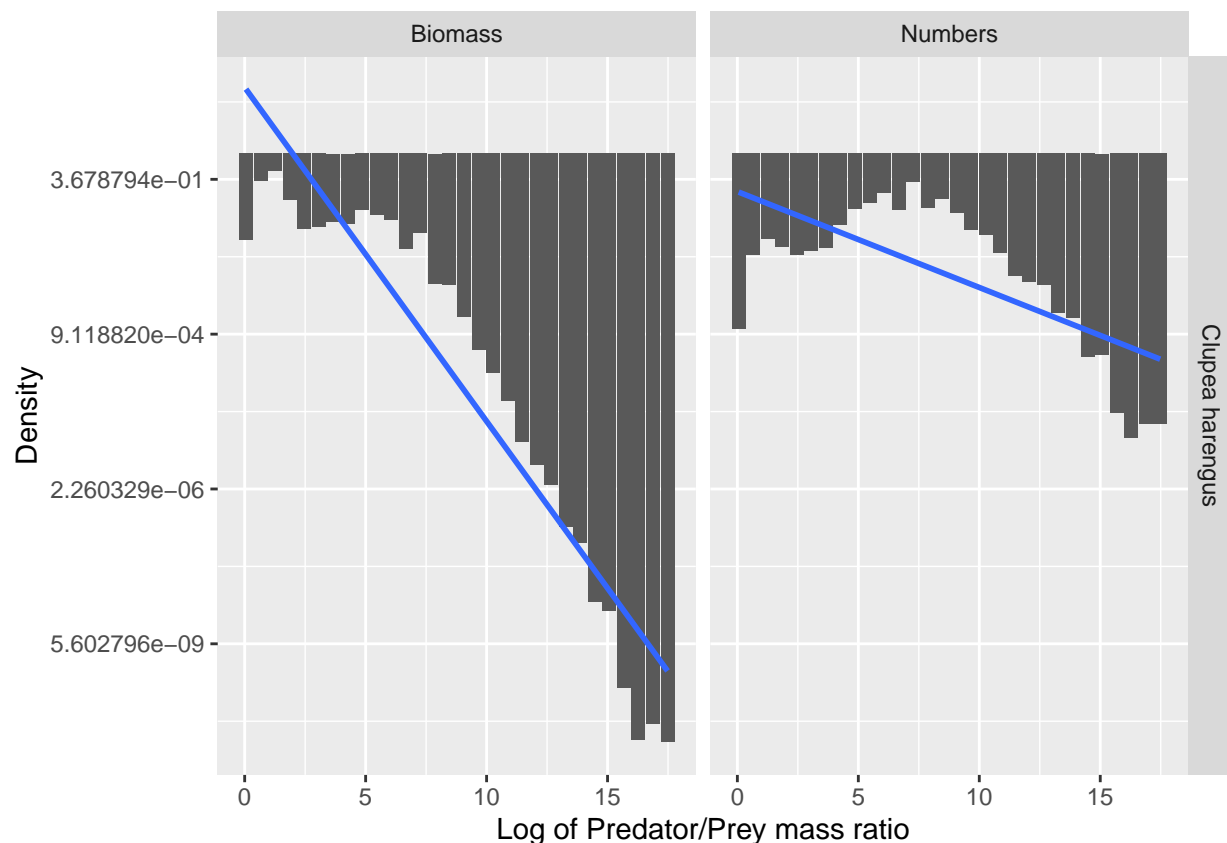 Biomass
Numbers
3.678794e−01
9.118820e−04
2.260329e−06
5.602796e−09
Density
Clupea harengus
0 5 10 15
0 5 10 15
Log of Predator/Prey mass ratio